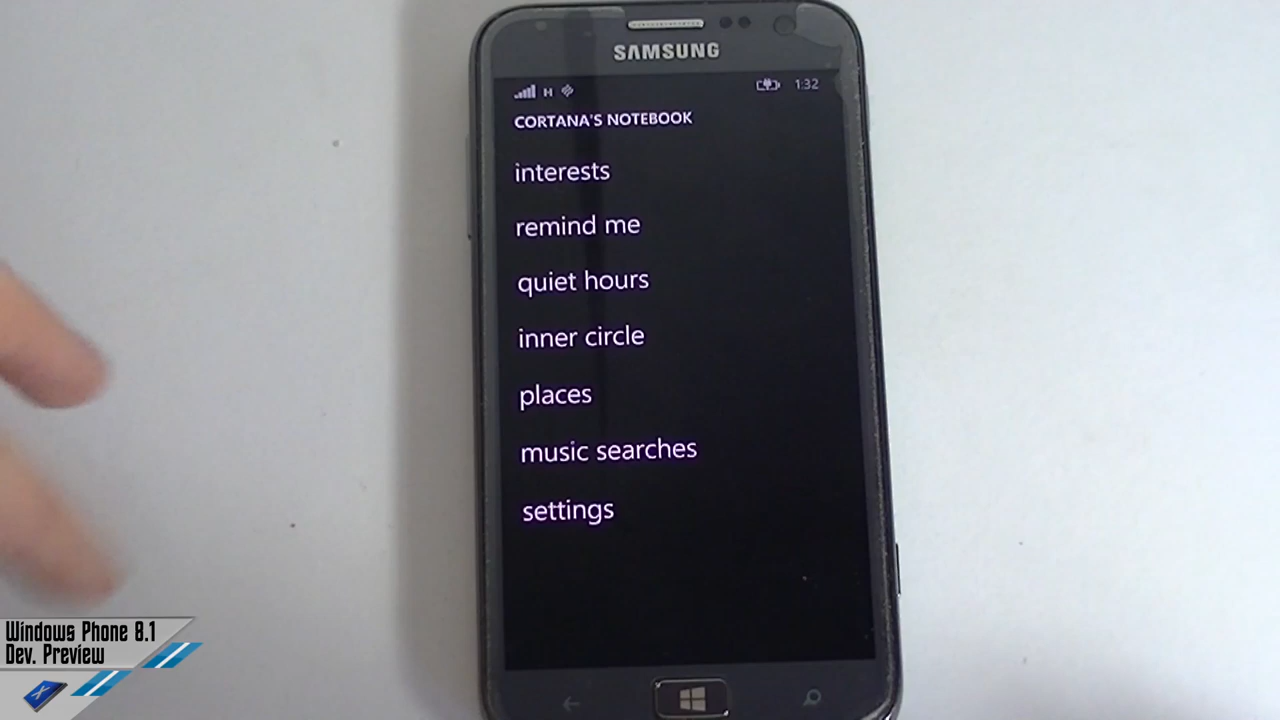 SAMSUNG
H 1:32
CORTANA'S NOTEBOOK
interests
remind me
quiet hours
inner circle
places
music searches
settings
Windows Phone 8.1
Dev. Preview
X